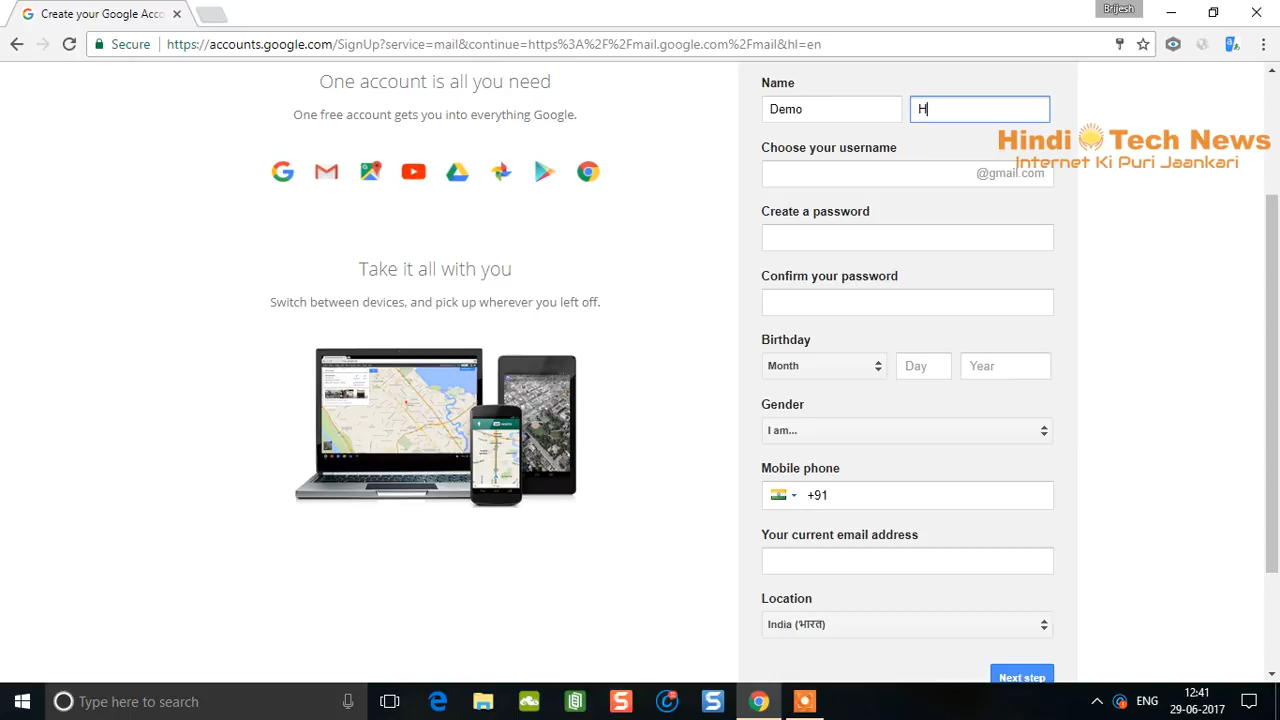 Create your Google Acco
Brijesh
Secure
https://accounts.google.com/SignUp?service=mail&continue=https%3A%2F%2Fmail.google.com%2Fmail&hl=en
One account is all you need
One free account gets you into everything Google.
Take it all with you
Switch between devices, and pick up wherever you left off.
Name
Demo
H
Hindi Tech News
Internet Ki Puri Jaankari
Choose your username
@gmail.com
Create a password
Confirm your password
Birthday
Month
Day
Year
Gender
I am...
Mobile phone
+91
Your current email address
Location
India (भारत)
Next step
Type here to search
ENG
12:41
29-06-2017